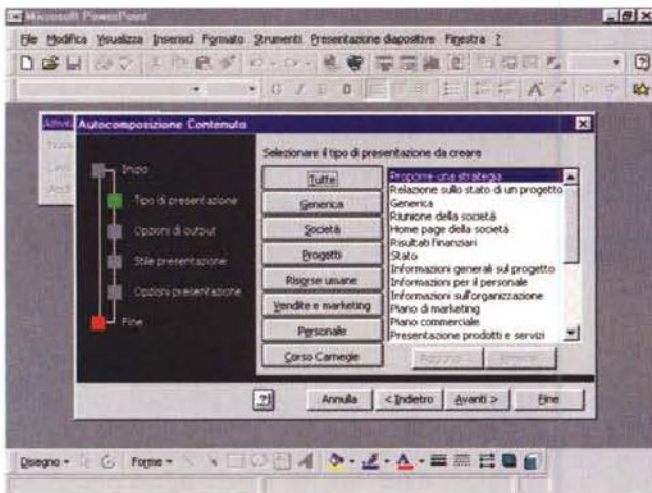 Microsoft PowerPoint
File Modifica Visualizza Inserisci Formato Strumenti Presentazione diapositive Finestra ?
G
Autocomposizione Contenuto
Selezionare il tipo di presentazione da creare
Inizio
Tipo di presentazione
Opzioni di output
Stile presentazione
Opzioni presentazione
Fine
Tutte
Generica
Società
Progetti
Risorse umane
Vendite e marketing
Personale
Corso Carnegie
Proporre una strategia
Relazione sullo stato di un progetto
Generica
Riunione della società
Home page della società
Risultati finanziari
Stato
Informazioni generali sul progetto
Informazioni per il personale
Informazioni sull'organizzazione
Piano di marketing
Piano commerciale
Presentazione prodotti e servizi
Annulla
< Indietro
Avanti >
Fine
Disegno
Forme